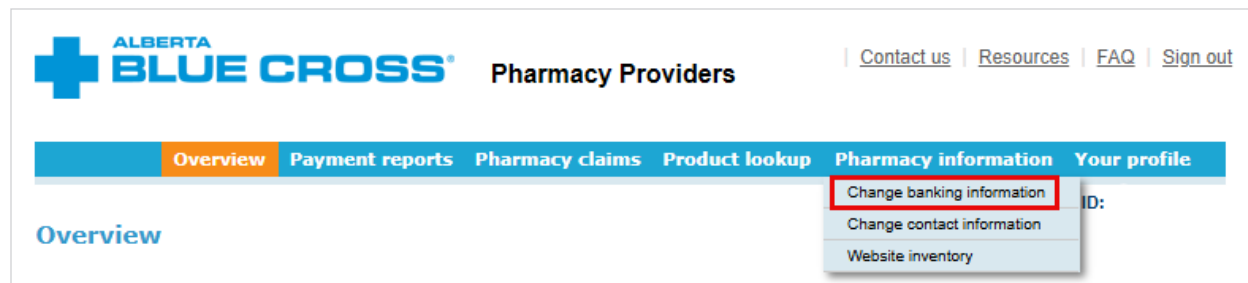 ALBERTA
BLUE CROSS®
Pharmacy Providers
| Contact us | Resources | FAQ | Sign out
Overview Payment reports Pharmacy claims Product lookup Pharmacy information Your profile
Change banking information
ID:
Change contact information
Overview
Website inventory